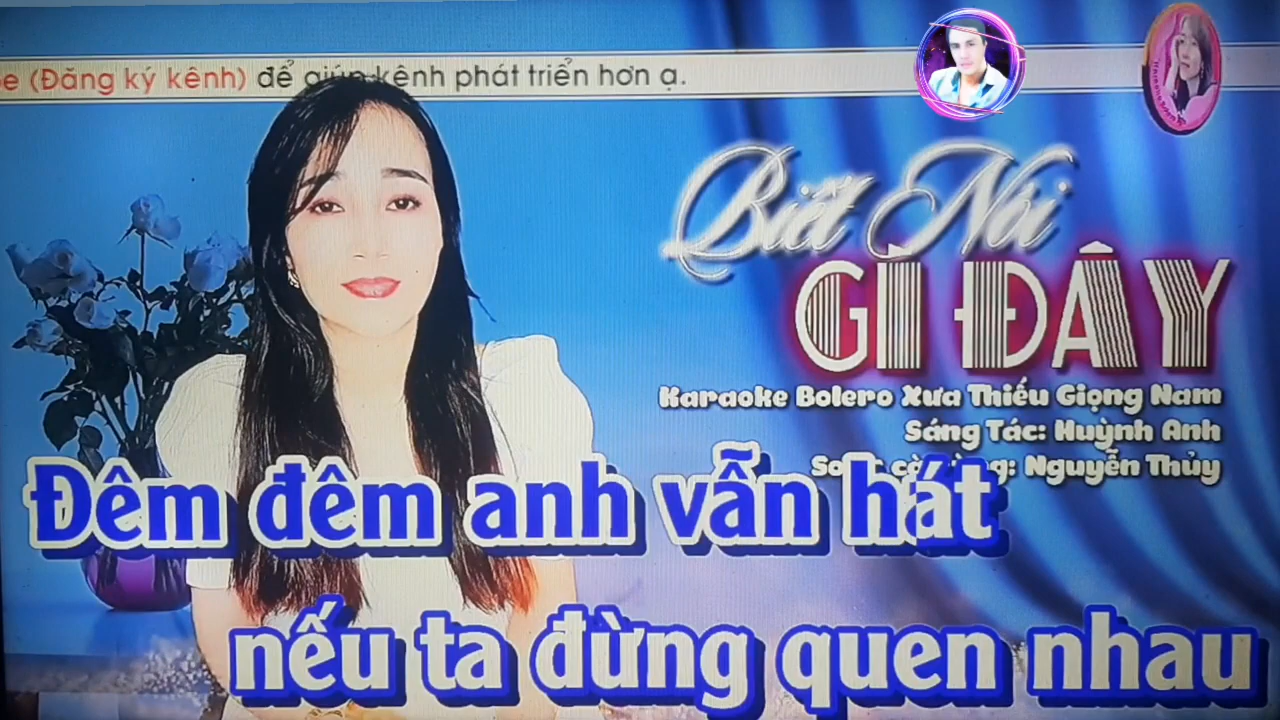 (Đăng ký kênh) để giúp kênh phát triển hơn ạ.
Biết Nói
GÌ ĐÂY
Karaoke Bolero Xưa Thiếu Giọng Nam
Sáng Tác: Huỳnh Anh
Nguyễn Thủy
Đêm đêm anh vẫn hát
nếu ta đừng quen nhau